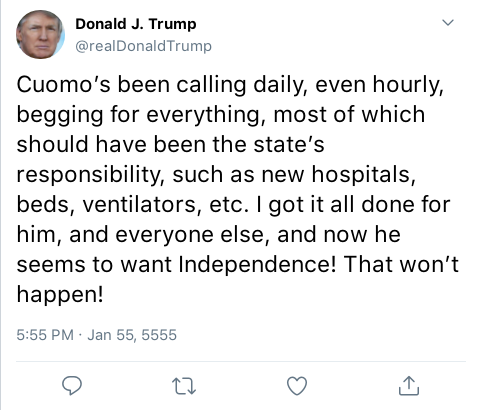 Donald J. Trump
@realDonaldTrump
Cuomo’s been calling daily, even hourly,
begging for everything, most of which
should have been the state’s
responsibility, such as new hospitals,
beds, ventilators, etc. I got it all done for
him, and everyone else, and now he
seems to want Independence! That won’t
happen!
5:55 PM · Jan 55, 5555